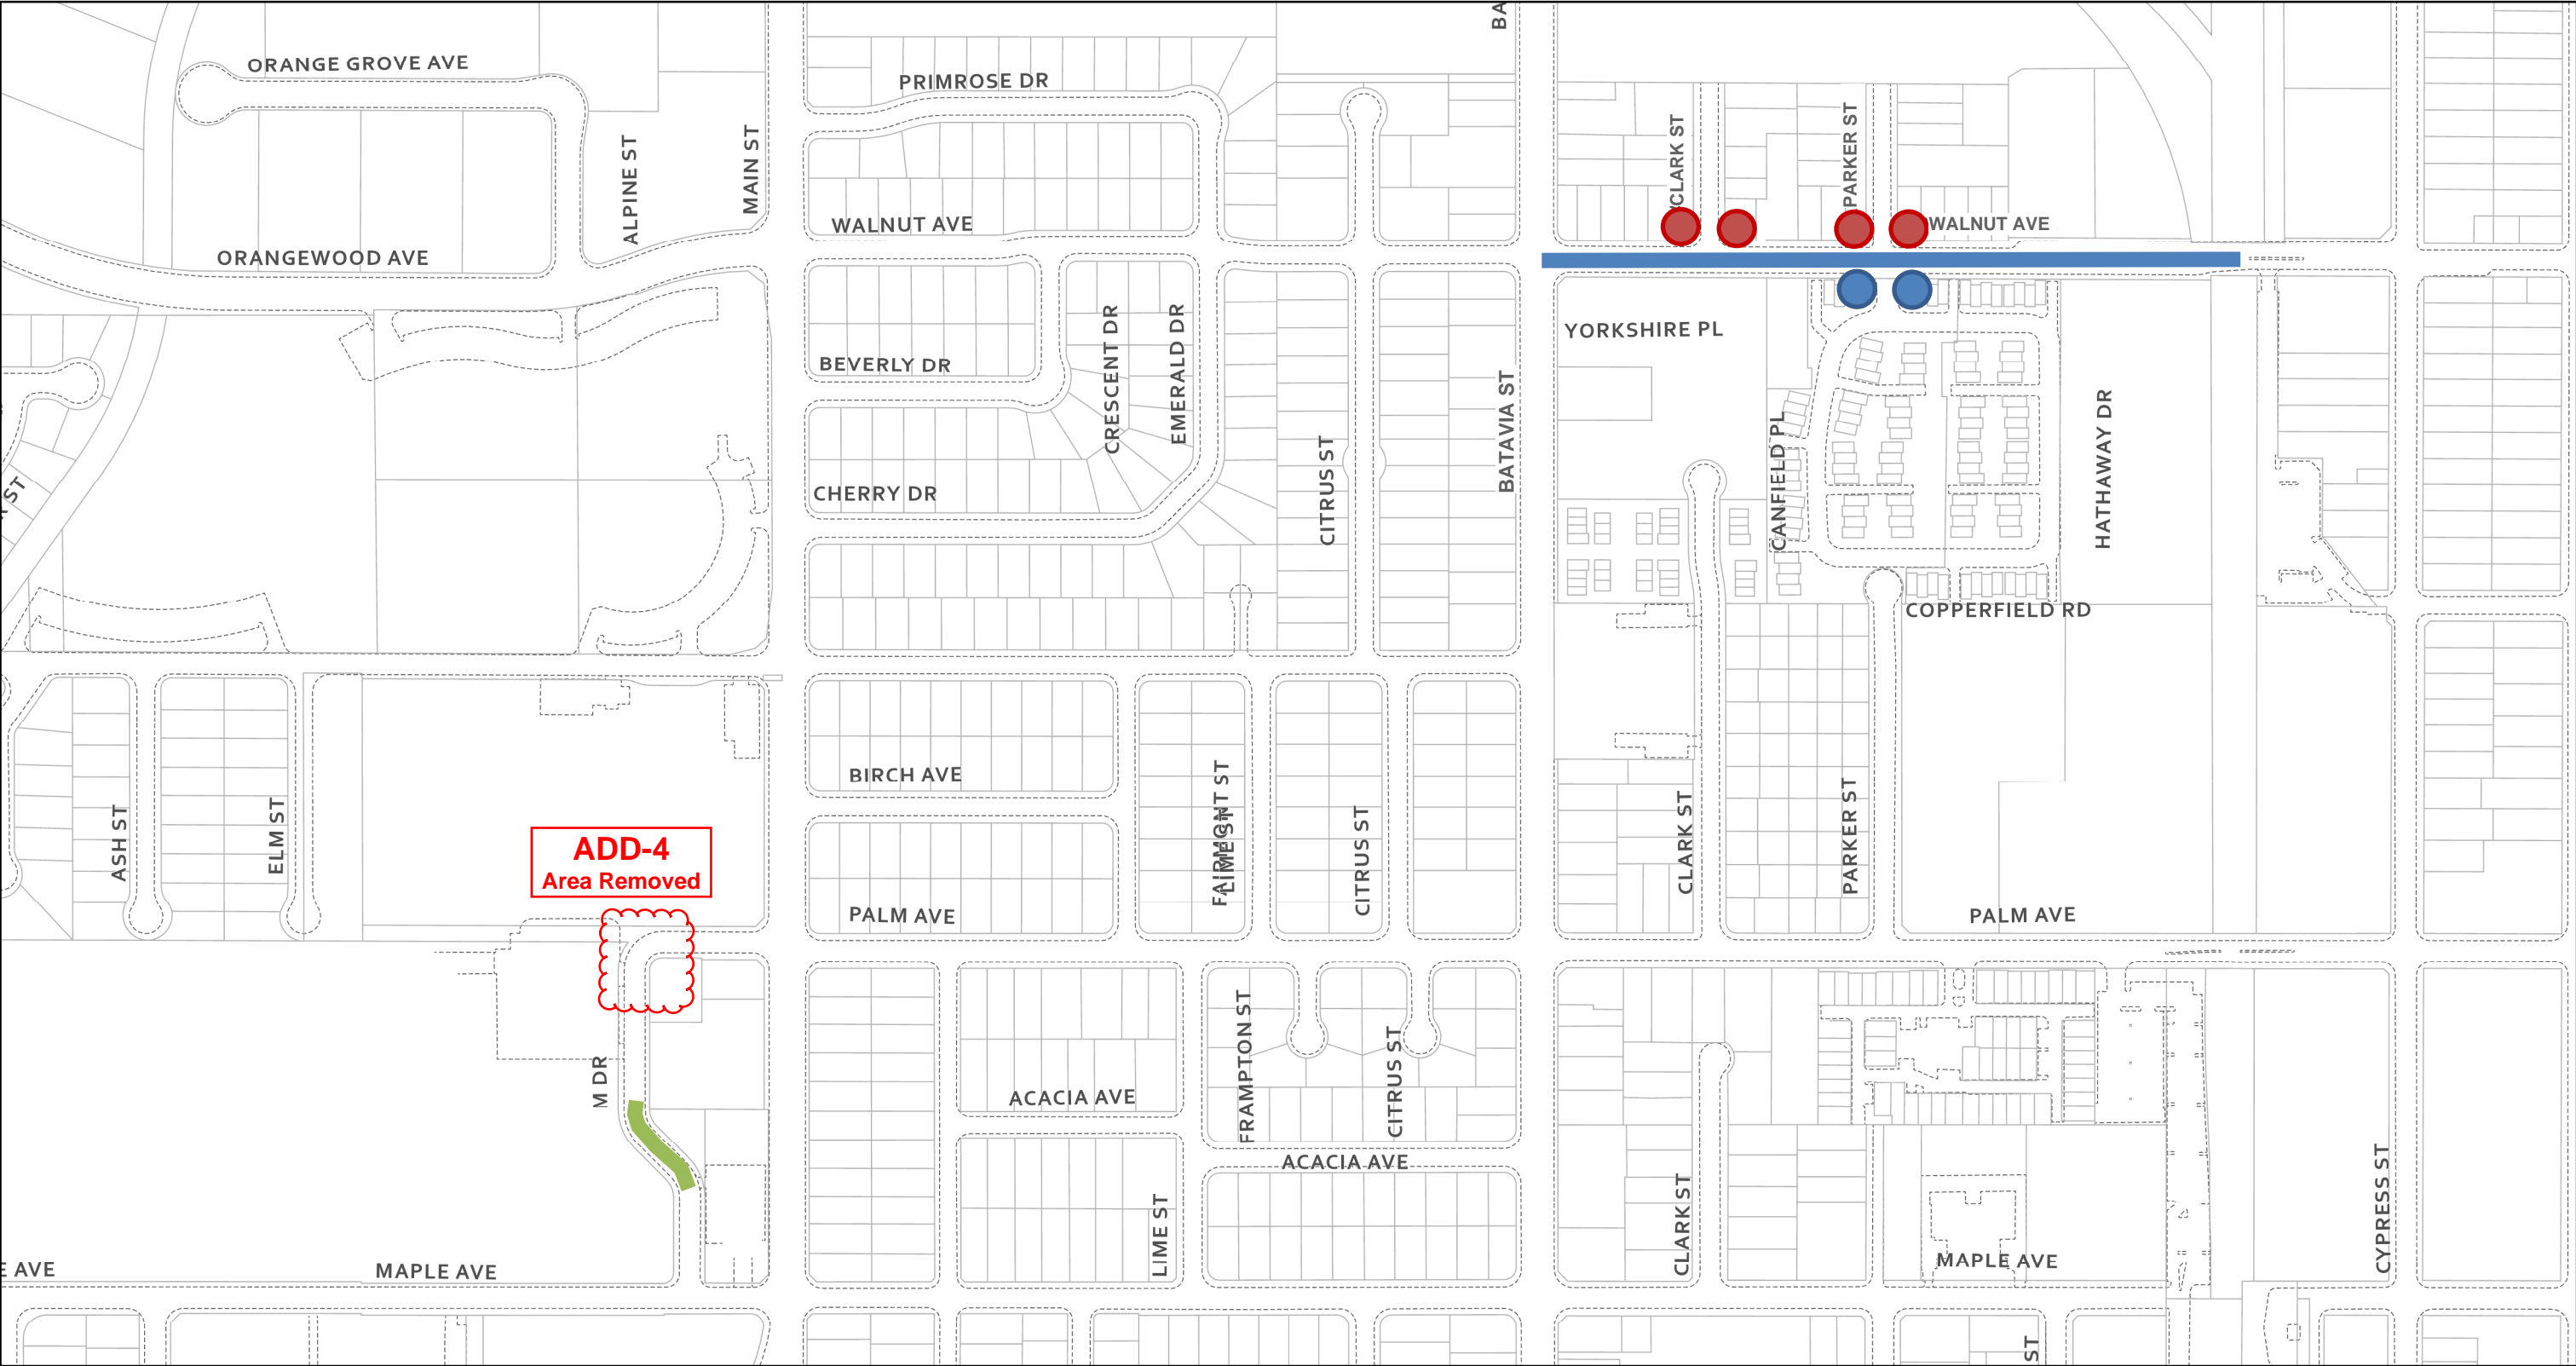 BA
ORANGE GROVE AVE
PRIMROSE DR
ALPINE ST
MAIN ST
CLARK ST
PARKER ST
WALNUT AVE
WALNUT AVE
ORANGEWOOD AVE
YORKSHIRE PL
BEVERLY DR
CRESCENT DR
EMERALD DR
BATAVIA ST
CITRUS ST
CANFIELD PL
HATHAWAY DR
CHERRY DR
ST
COPPERFIELD RD
BIRCH AVE
ASH ST
ELM ST
ADD-4
Area Removed
FAIRMONT ST
LIME ST
CITRUS ST
CLARK ST
PARKER ST
PALM AVE
PALM AVE
M DR
ACACIA AVE
FRAMPTON ST
CITRUS ST
ACACIA AVE
LIME ST
CLARK ST
CYPRESS ST
E AVE
MAPLE AVE
MAPLE AVE
ST